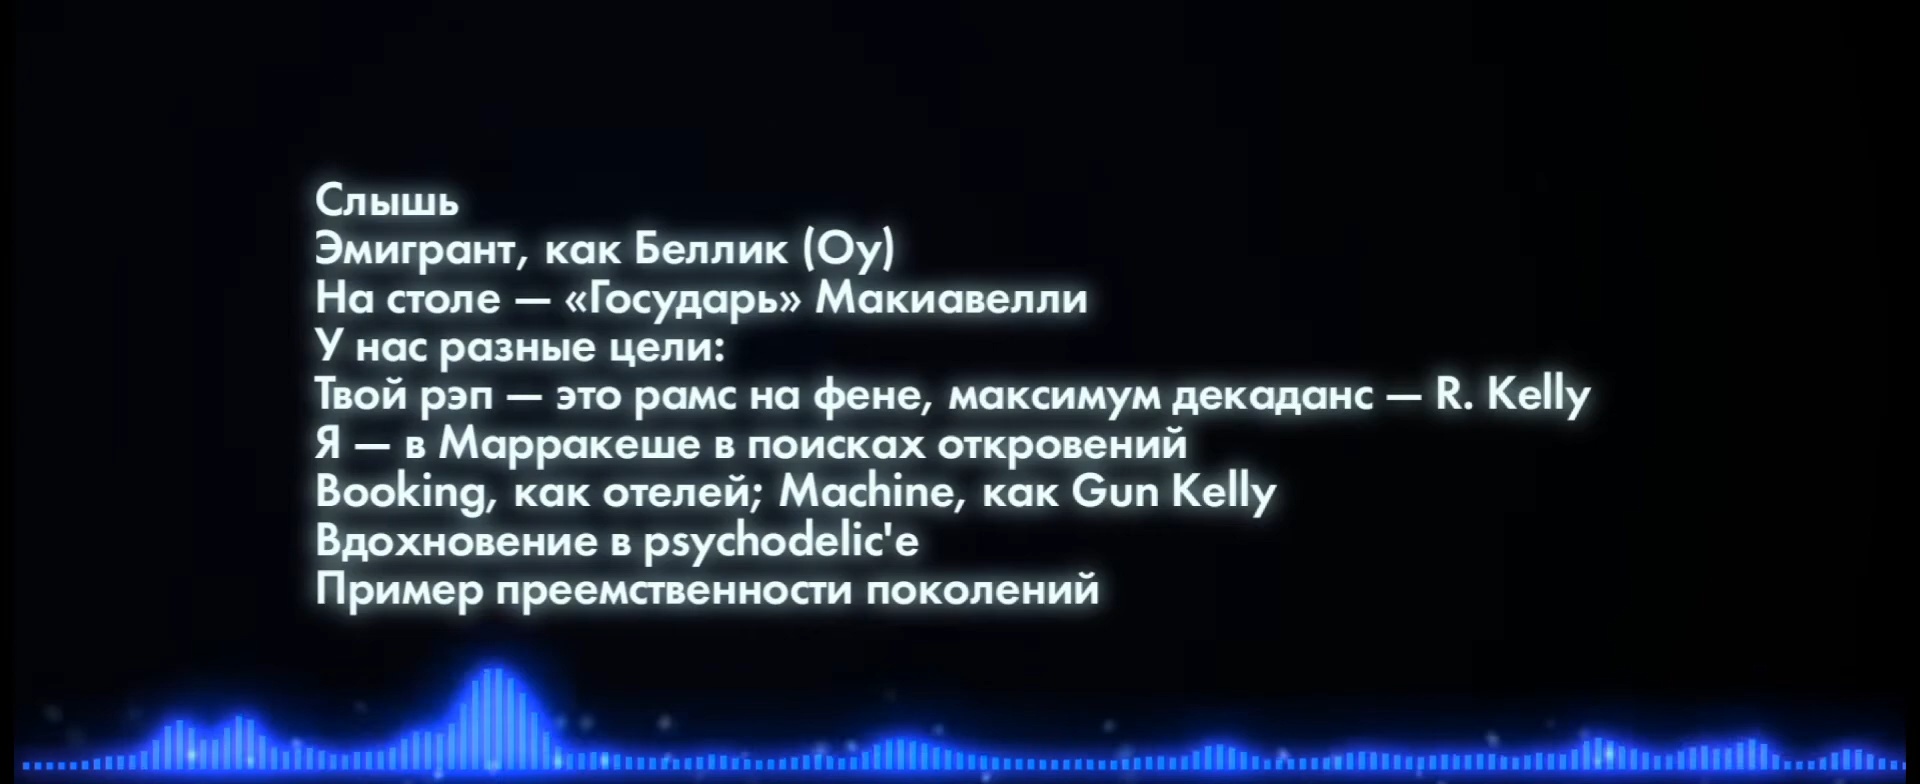 Слышь
Эмигрант, как Беллик (Оу)
На столе — «Государь» Макиавелли
У нас разные цели:
Твой рэп — это рамс на фене, максимум декаданс — R. Kelly
Я — в Марракеше в поисках откровений
Booking, как отелей; Machine, как Gun Kelly
Вдохновение в psychodelic'е
Пример преемственности поколений